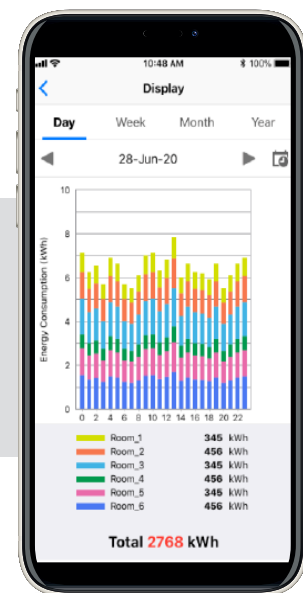 10:48 AM 100%
Display
Day Week Month Year
28-Jun-20
Energy Consumption (kWh)
10
8
6
4
2
0
0 2 4 6 8 10 12 14 16 18 20 22
Room_1 345 kWh
Room_2 456 kWh
Room_3 345 kWh
Room_4 456 kWh
Room_5 345 kWh
Room_6 456 kWh
Total 2768 kWh